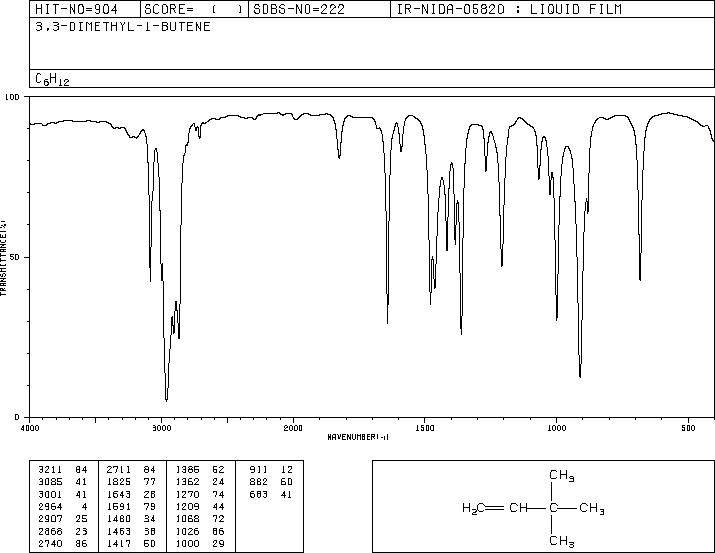 HIT-NO=904 SCORE= ( ) SDBS-NO=222 IR-NIDA-05820 : LIQUID FILM
3,3-DIMETHYL-1-BUTENE
C6H12
100
TRANSMITTANCE(%)
50
0
4000 3000 2000 1500 1000 500
WAVENUMBER(-1)
3211 84 2711 84 1386 52 911 12
3085 41 1825 77 1362 24 882 60
3001 41 1643 28 1270 74 683 41
2964 4 1591 79 1209 44
2907 25 1480 34 1068 72
2866 23 1463 38 1026 66
2740 86 1417 50 1000 29
CH3
H2C=CH-C-CH3
CH3